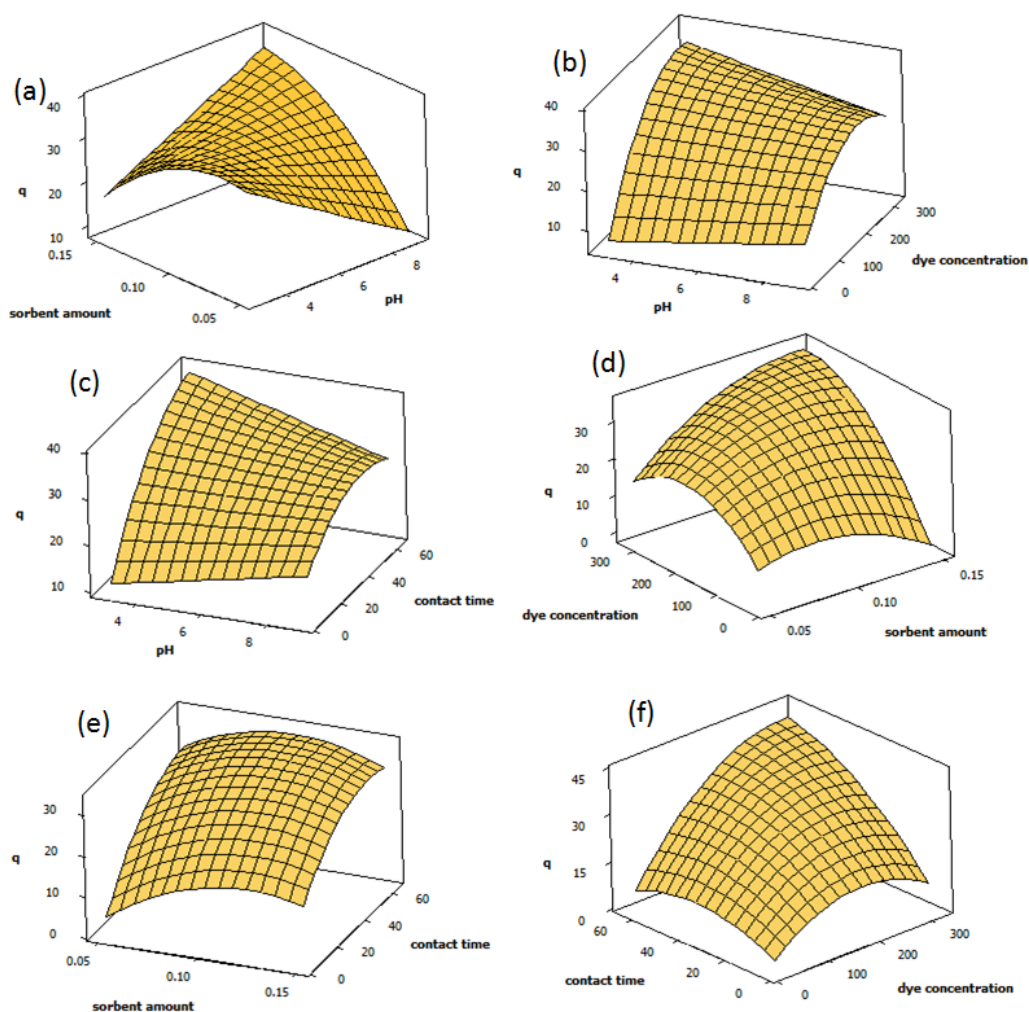 (a)
40
30
q
20
10
0.15
0.10
0.05
sorbent amount
4
6
8
pH
(b)
40
30
q
20
10
4
6
8
pH
0
100
200
300
dye concentration
(c)
40
30
q
20
10
4
6
8
pH
0
20
40
60
contact time
(d)
30
20
q
10
0
300
200
100
0
dye concentration
0.05
0.10
0.15
sorbent amount
(e)
30
20
q
10
0
0.05
0.10
0.15
sorbent amount
0
20
40
60
contact time
(f)
45
30
q
15
0
60
40
20
0
contact time
0
100
200
300
dye concentration